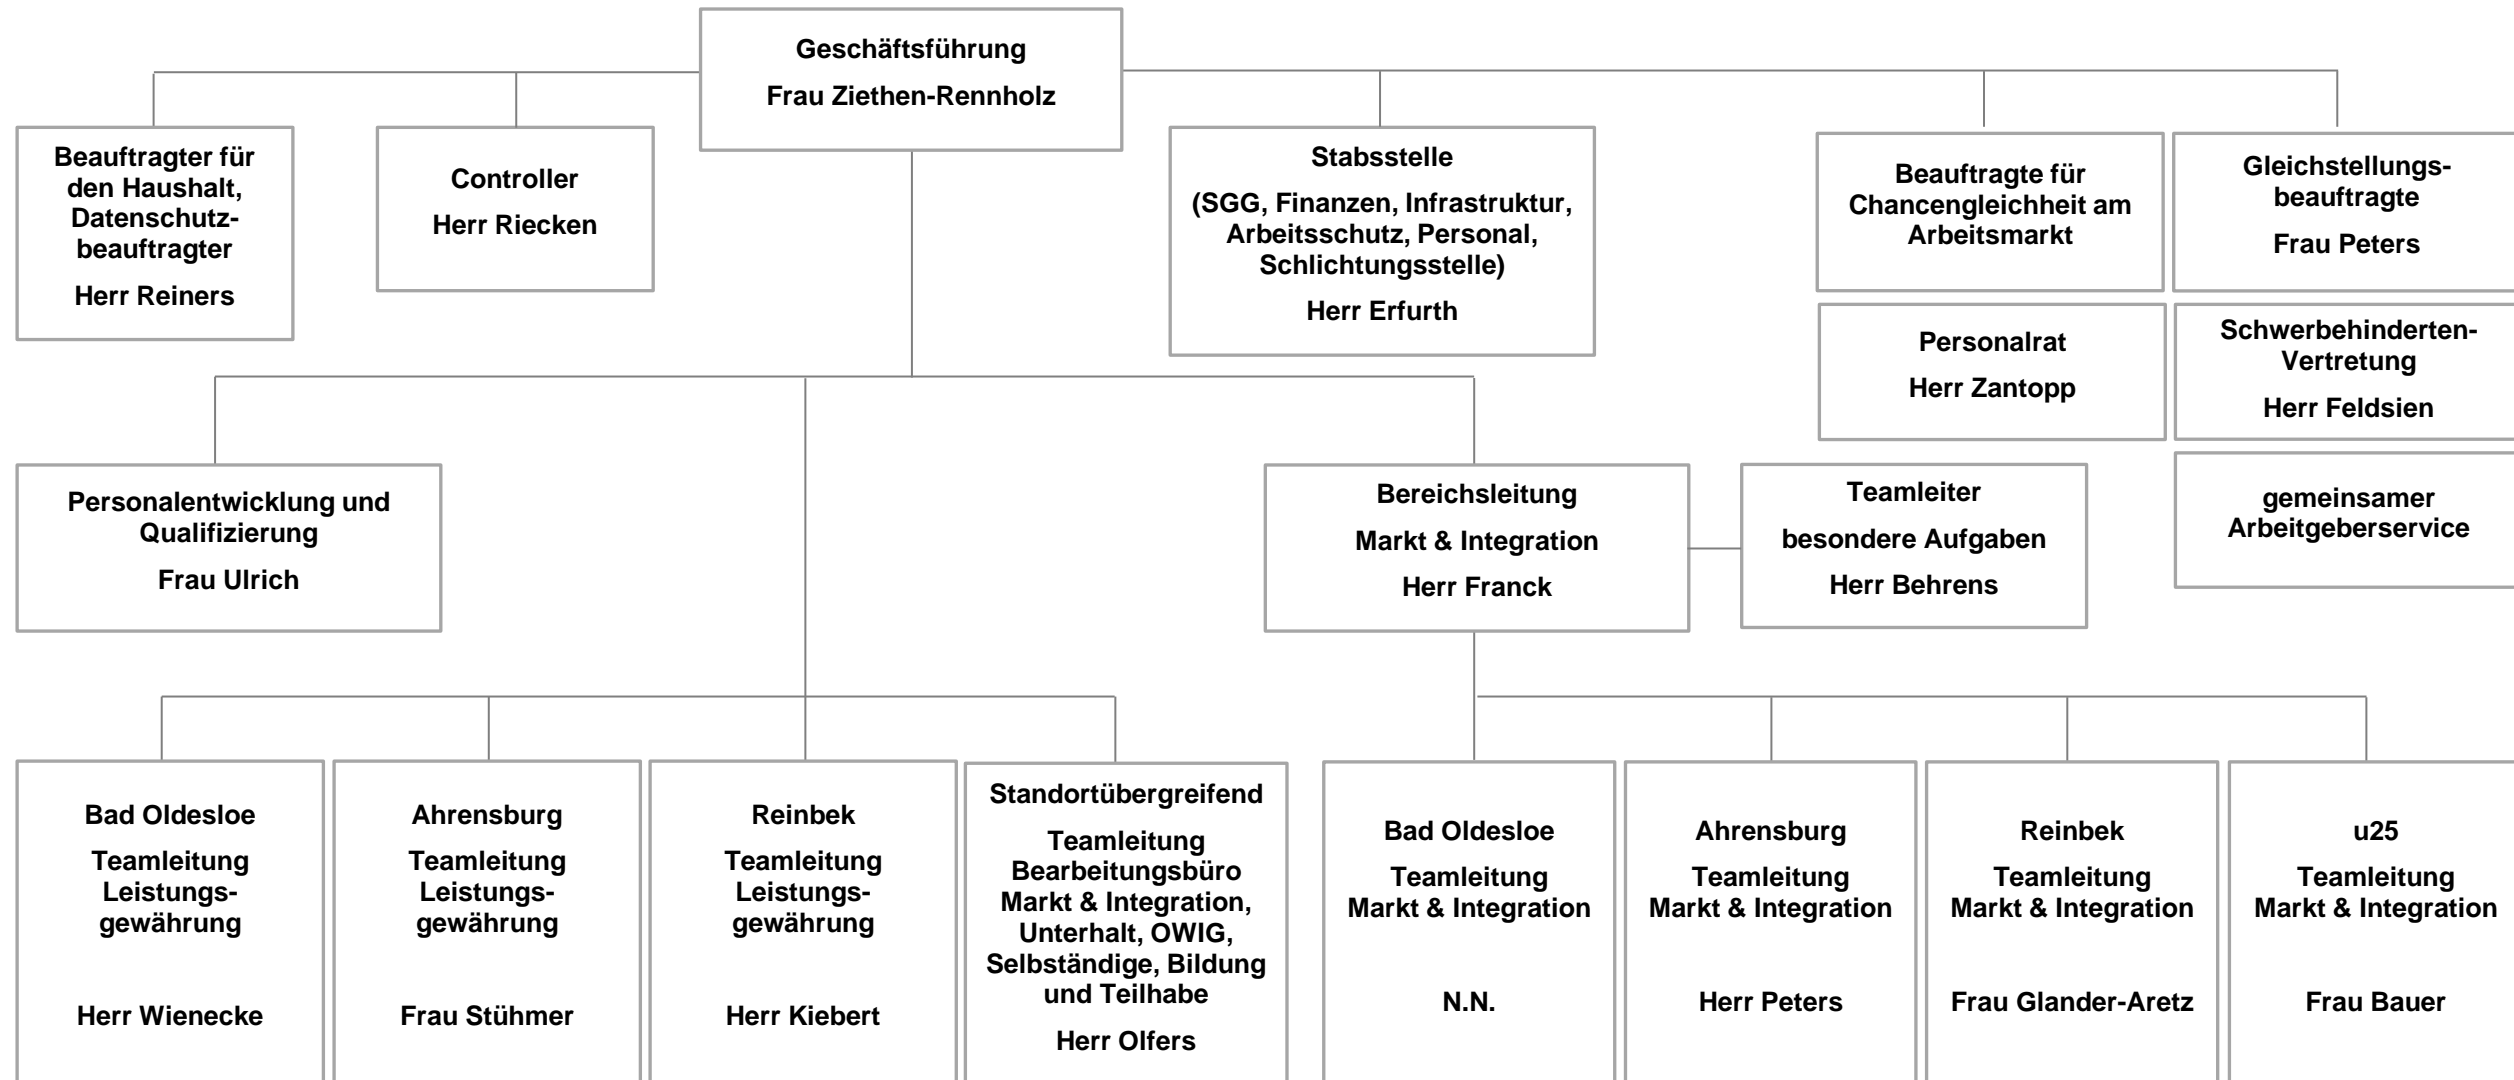 Geschäftsführung
Frau Ziethen-Rennholz
Beauftragter für
den Haushalt,
Datenschutz-
beauftragter
Herr Reiners
Controller
Herr Riecken
Stabsstelle
(SGG, Finanzen, Infrastruktur,
Arbeitsschutz, Personal,
Schlichtungsstelle)
Herr Erfurth
Beauftragte für
Chancengleichheit am
Arbeitsmarkt
Gleichstellungs-
beauftragte
Frau Peters
Personalrat
Herr Zantopp
Schwerbehinderten-
Vertretung
Herr Feldsien
Personalentwicklung und
Qualifizierung
Frau Ulrich
Bereichsleitung
Markt & Integration
Herr Franck
Teamleiter
besondere Aufgaben
Herr Behrens
gemeinsamer
Arbeitgeberservice
Bad Oldesloe
Teamleitung
Leistungs-
gewährung
Herr Wienecke
Ahrensburg
Teamleitung
Leistungs-
gewährung
Frau Stühmer
Reinbek
Teamleitung
Leistungs-
gewährung
Herr Kiebert
Standortübergreifend
Teamleitung
Bearbeitungsbüro
Markt & Integration,
Unterhalt, OWIG,
Selbständige, Bildung
und Teilhabe
Herr Olfers
Bad Oldesloe
Teamleitung
Markt & Integration
N.N.
Ahrensburg
Teamleitung
Markt & Integration
Herr Peters
Reinbek
Teamleitung
Markt & Integration
Frau Glander-Aretz
u25
Teamleitung
Markt & Integration
Frau Bauer